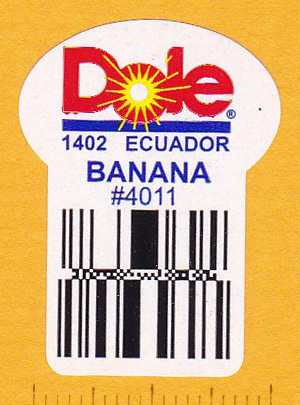 Dole®
1402 ECUADOR
BANANA
#4011